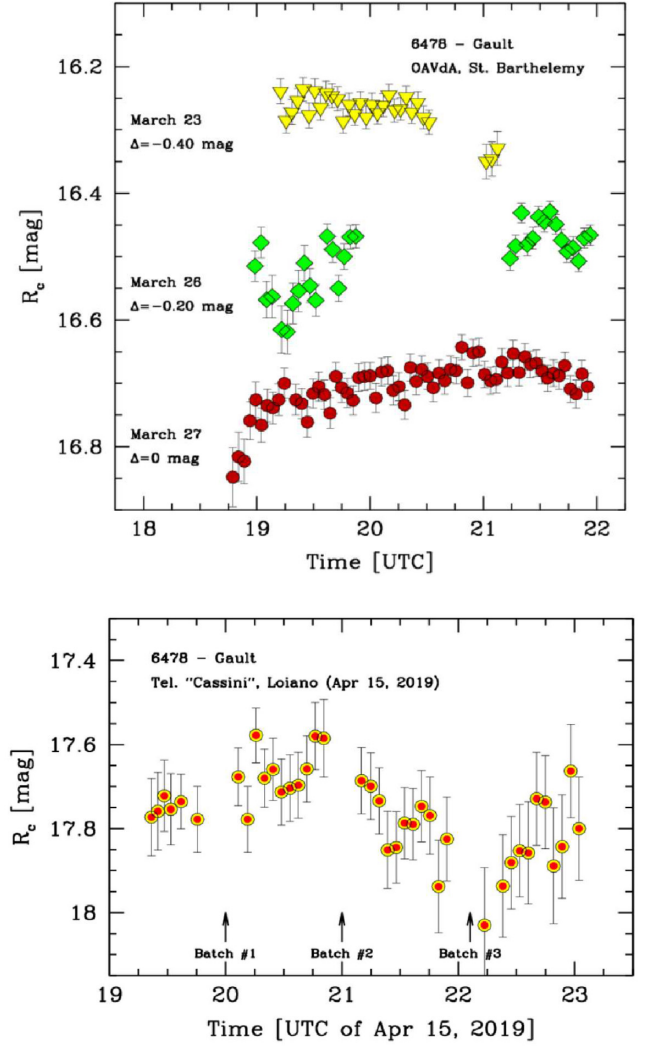 6478 - Gault
OAVdA, St. Barthelemy
16.2
March 23
Δ=-0.40 mag
16.4
R_c [mag]
March 26
Δ=-0.20 mag
16.6
March 27
Δ=0 mag
16.8
18 19 20 21 22
Time [UTC]
17.4
6478 - Gault
Tel. "Cassini", Loiano (Apr 15, 2019)
17.6
R_c [mag]
17.8
18
Batch #1 Batch #2 Batch #3
19 20 21 22 23
Time [UTC of Apr 15, 2019]